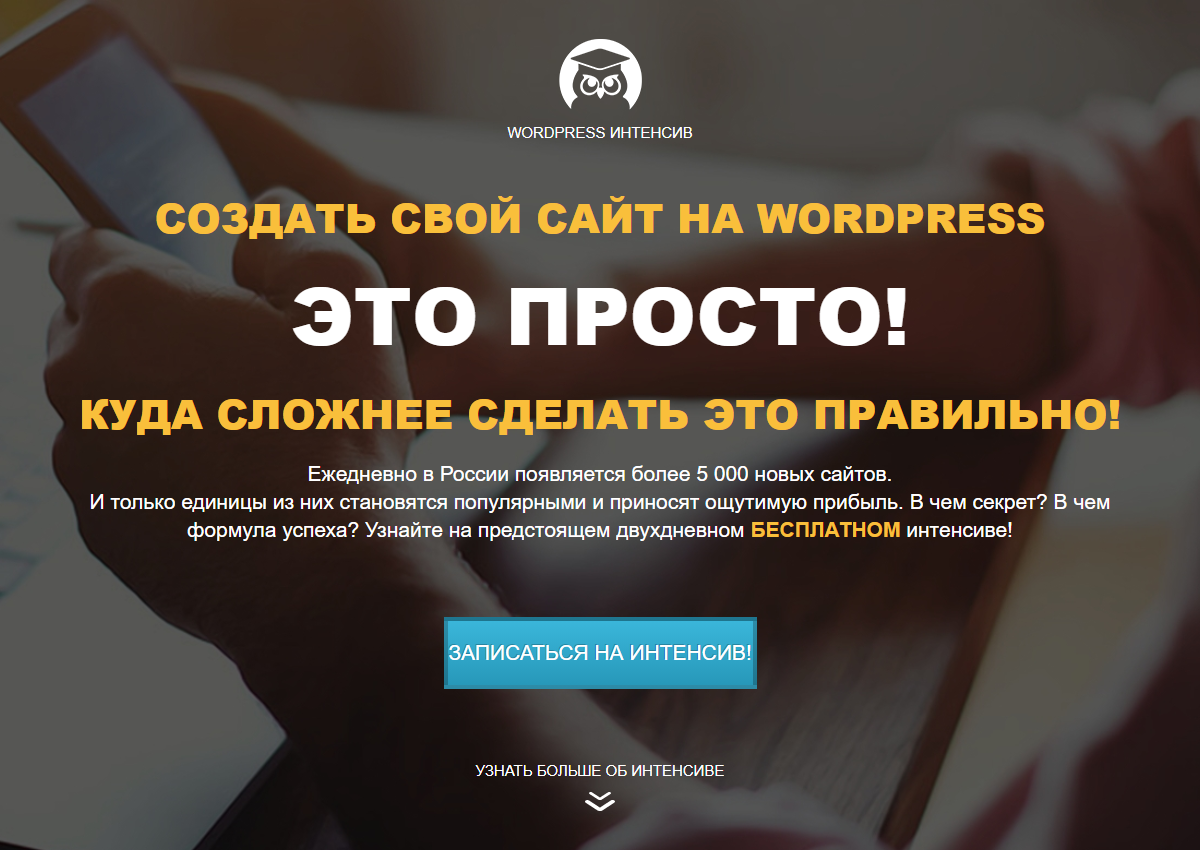 WORDPRESS ИНТЕНСИВ
СОЗДАТЬ СВОЙ САЙТ НА WORDPRESS
ЭТО ПРОСТО!
КУДА СЛОЖНЕЕ СДЕЛАТЬ ЭТО ПРАВИЛЬНО!
Ежедневно в России появляется более 5 000 новых сайтов.
И только единицы из них становятся популярными и приносят ощутимую прибыль. В чем секрет? В чем
формула успеха? Узнайте на предстоящем двухдневном БЕСПЛАТНОМ интенсиве!
ЗАПИСАТЬСЯ НА ИНТЕНСИВ!
УЗНАТЬ БОЛЬШЕ ОБ ИНТЕНСИВЕ